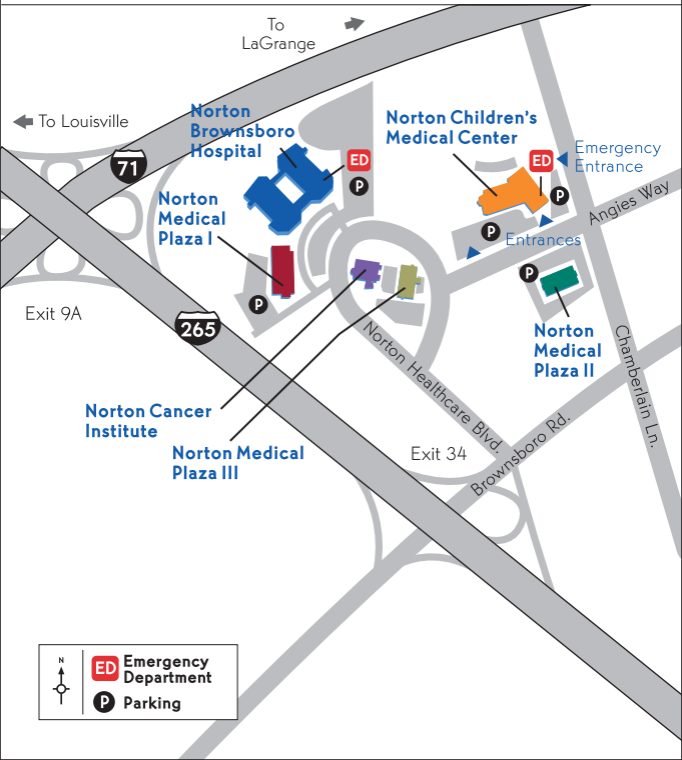 To
LaGrange
To Louisville
Norton
Brownsboro
Hospital
Norton Children's
Medical Center
71
ED
P
ED
Emergency
Entrance
P
Angies Way
Norton
Medical
Plaza I
P
Entrances
P
P
Exit 9A
265
Norton
Medical
Plaza II
Chamberlain Ln.
Norton Healthcare Blvd.
Norton Cancer
Institute
Norton Medical
Plaza III
Exit 34
Brownsboro Rd.
N
ED
Emergency
Department
P
Parking